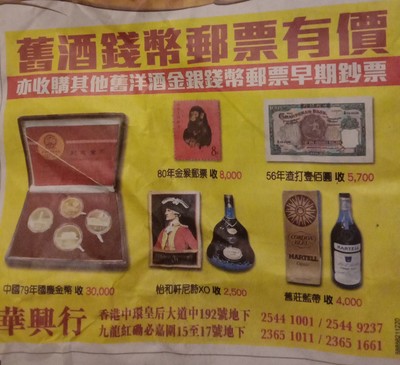 舊酒錢幣郵票有價
亦收購其他舊洋酒金銀錢幣郵票早期鈔票
8分
80年金猴郵票 收 8,000
56年渣打壹佰圓 收 5,700
MARTELL
中國79年國慶金幣 收 30,000
怡和軒尼詩XO 收 2,500
舊莊藍帶 收 4,000
華興行
香港中環皇后大道中192號地下 2544 1001 / 2544 9237
九龍紅磡必嘉圍15至17號地下 2365 1011 / 2365 1661